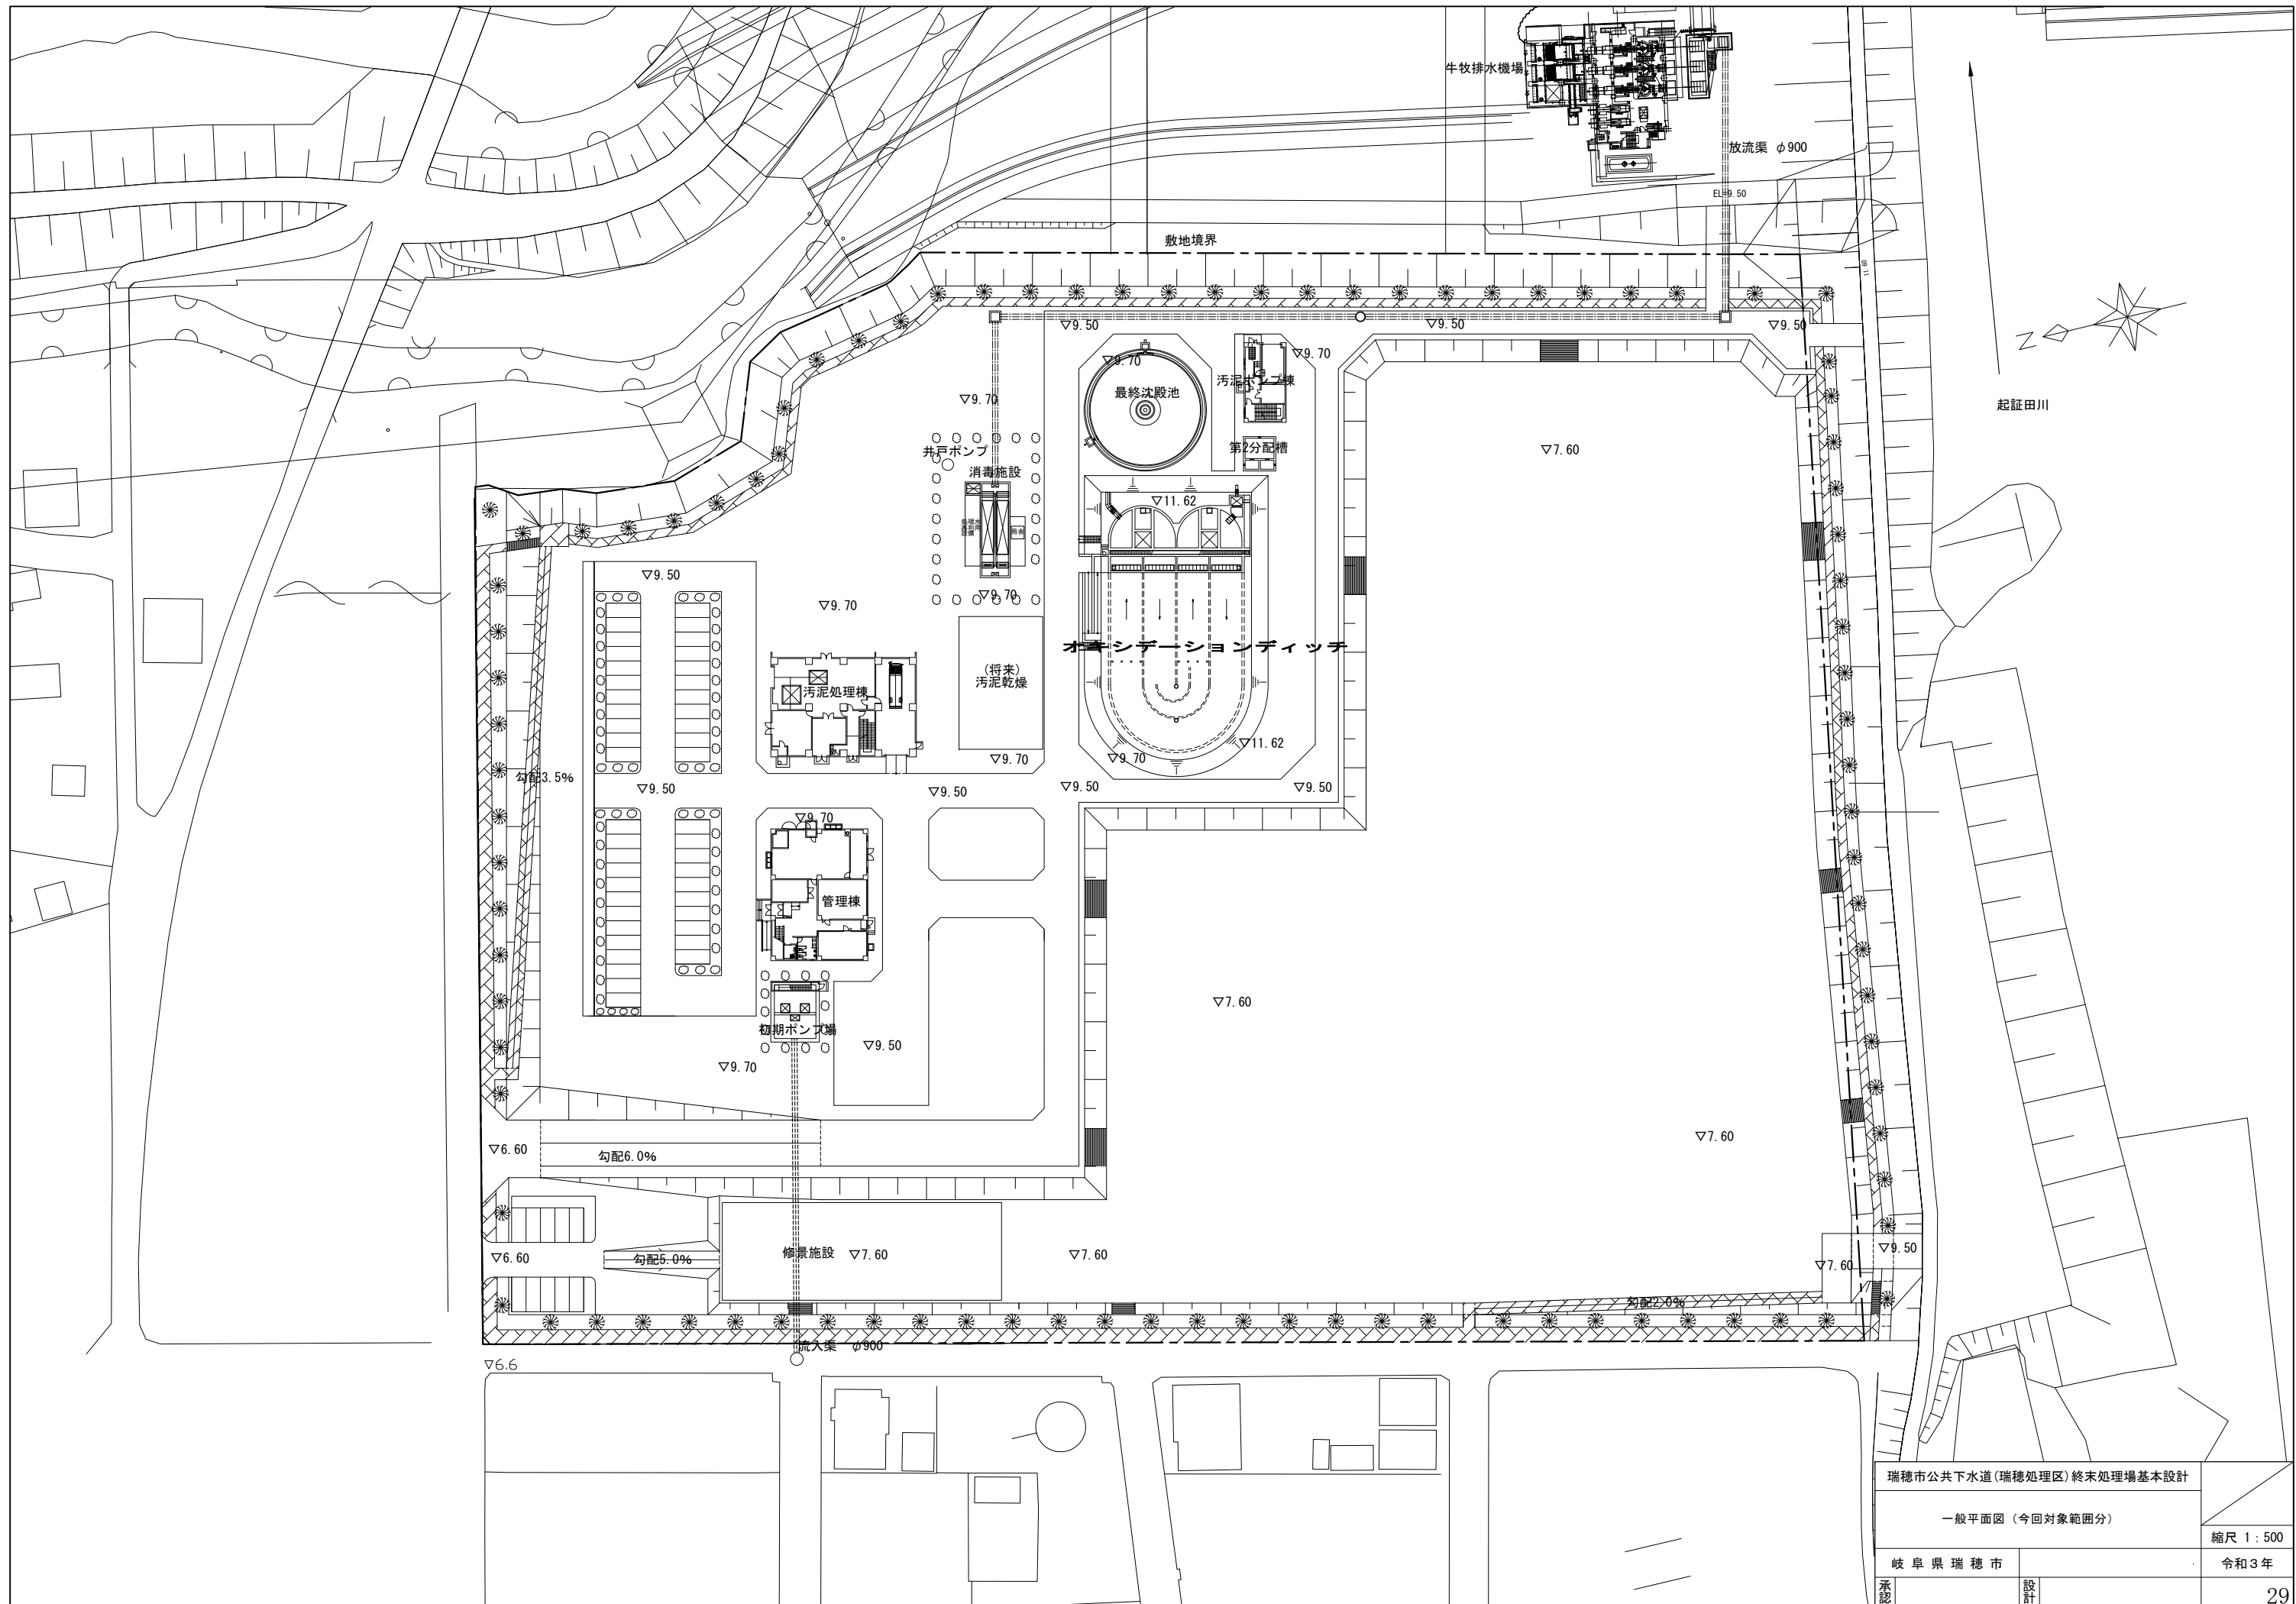 牛牧排水機場
放流渠 φ900
EL=9.50
敷地境界
▽9.50
▽9.50
▽9.50
▽9.70
▽9.70
最終沈殿池
汚泥ポンプ棟
▽9.70
起証田川
井戸ポンプ
第2分配槽
▽7.60
消毒施設
▽11.62
▽9.50
▽9.70
▽9.70
オキシデーションディッチ
(将来)
汚泥乾燥
汚泥処理棟
▽11.62
▽9.70
▽9.70
勾配3.5%
▽9.50
▽9.50
▽9.50
▽9.50
▽9.70
管理棟
▽7.60
初期ポンプ場
▽9.50
▽9.70
▽7.60
▽6.60
勾配6.0%
▽6.60
勾配5.0%
修景施設 ▽7.60
▽7.60
▽9.50
▽7.60
勾配2.0%
流入渠 φ900
▽6.6
瑞穂市公共下水道(瑞穂処理区)終末処理場基本設計
一般平面図(今回対象範囲分)
縮尺 1:500
岐阜県瑞穂市
令和3年
承認
設計
29